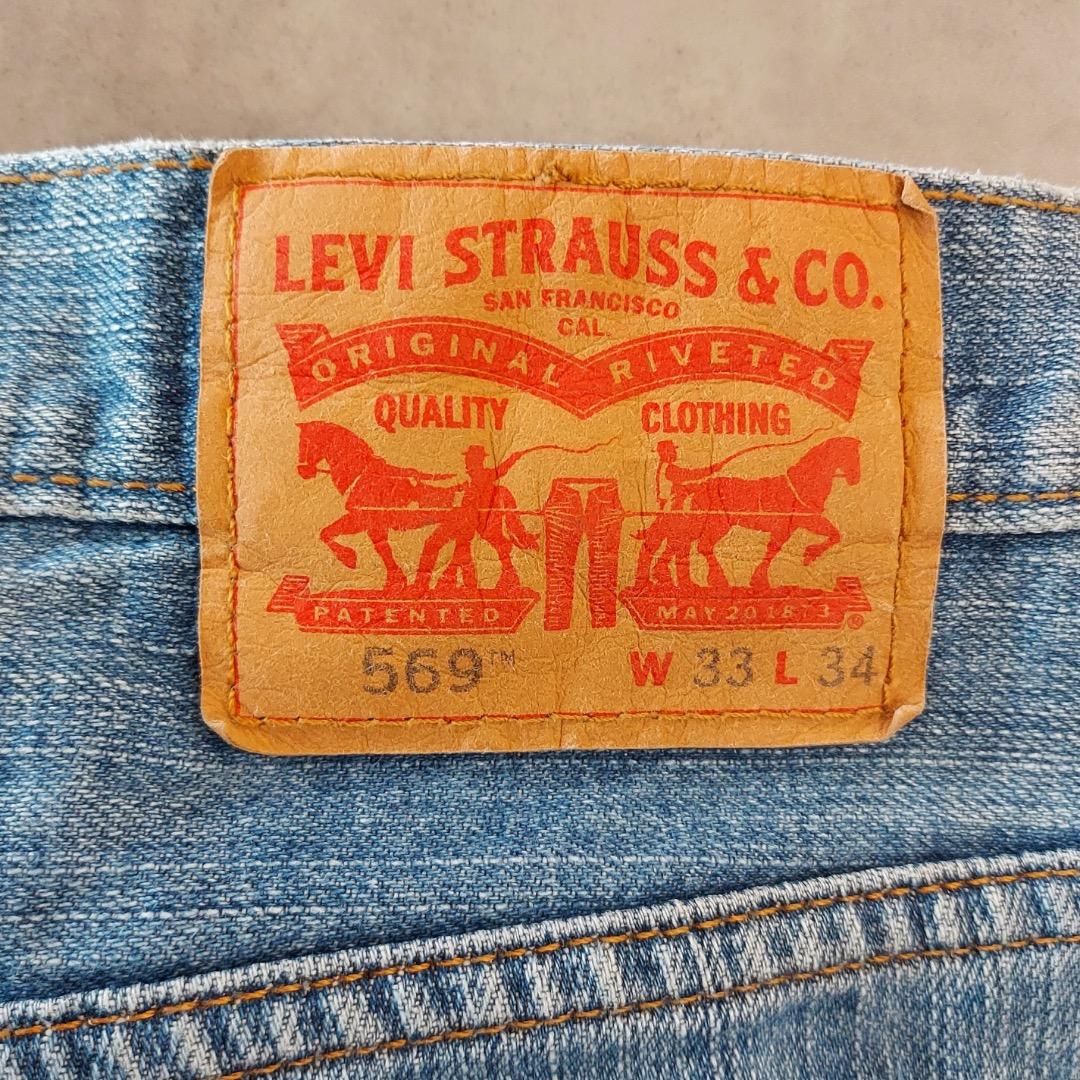 LEVI STRAUSS & CO.
SAN FRANCISCO
CAL.
ORIGINAL RIVETED
QUALITY CLOTHING
PATENTED MAY 20 1873 ®
569™ W 33 L 34